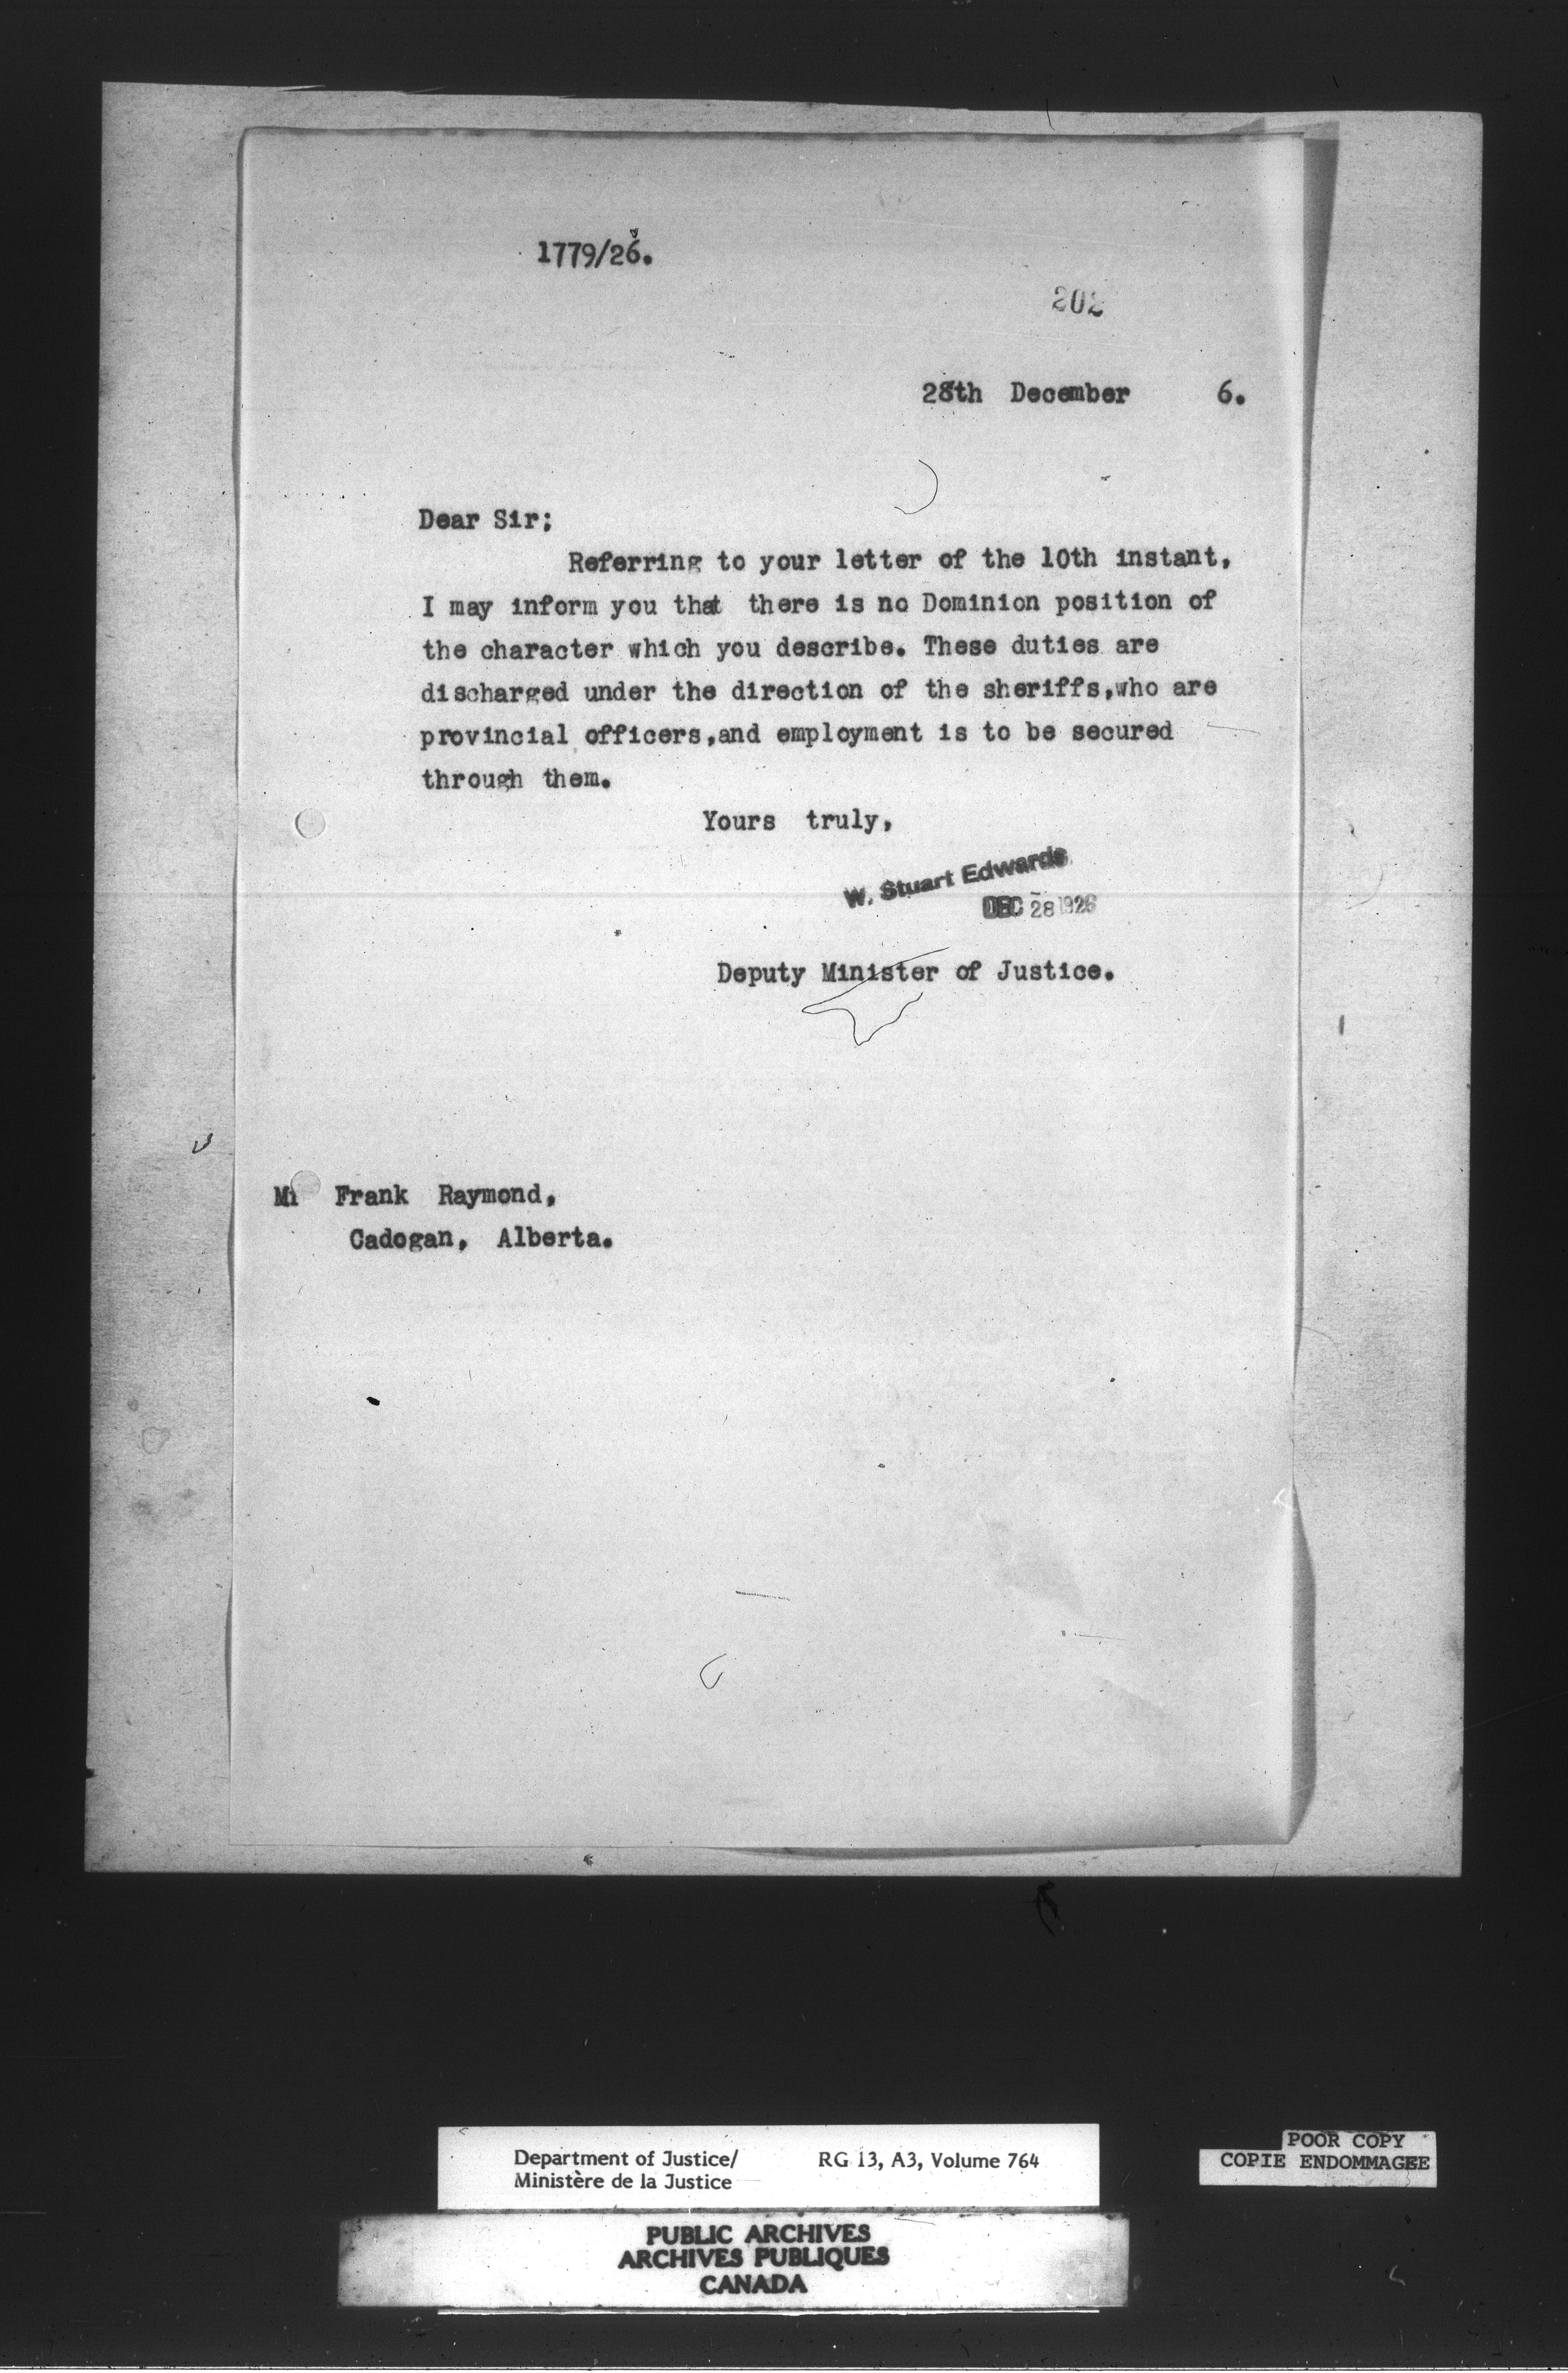 1779/26.
202
28th December 6.
Dear Sir;
Referring to your letter of the 10th instant,
I may inform you that there is no Dominion position of
the character which you describe. These duties are
discharged under the direction of the sheriffs,who are
provincial officers,and employment is to be secured
through them.
Yours truly,
W. Stuart Edwards
DEC 28 1926
Deputy Minister of Justice.
Mr Frank Raymond,
Cadogan, Alberta.
Department of Justice/ RG 13, A3, Volume 764
Ministère de la Justice
POOR COPY
COPIE ENDOMMAGEE
PUBLIC ARCHIVES
ARCHIVES PUBLIQUES
CANADA